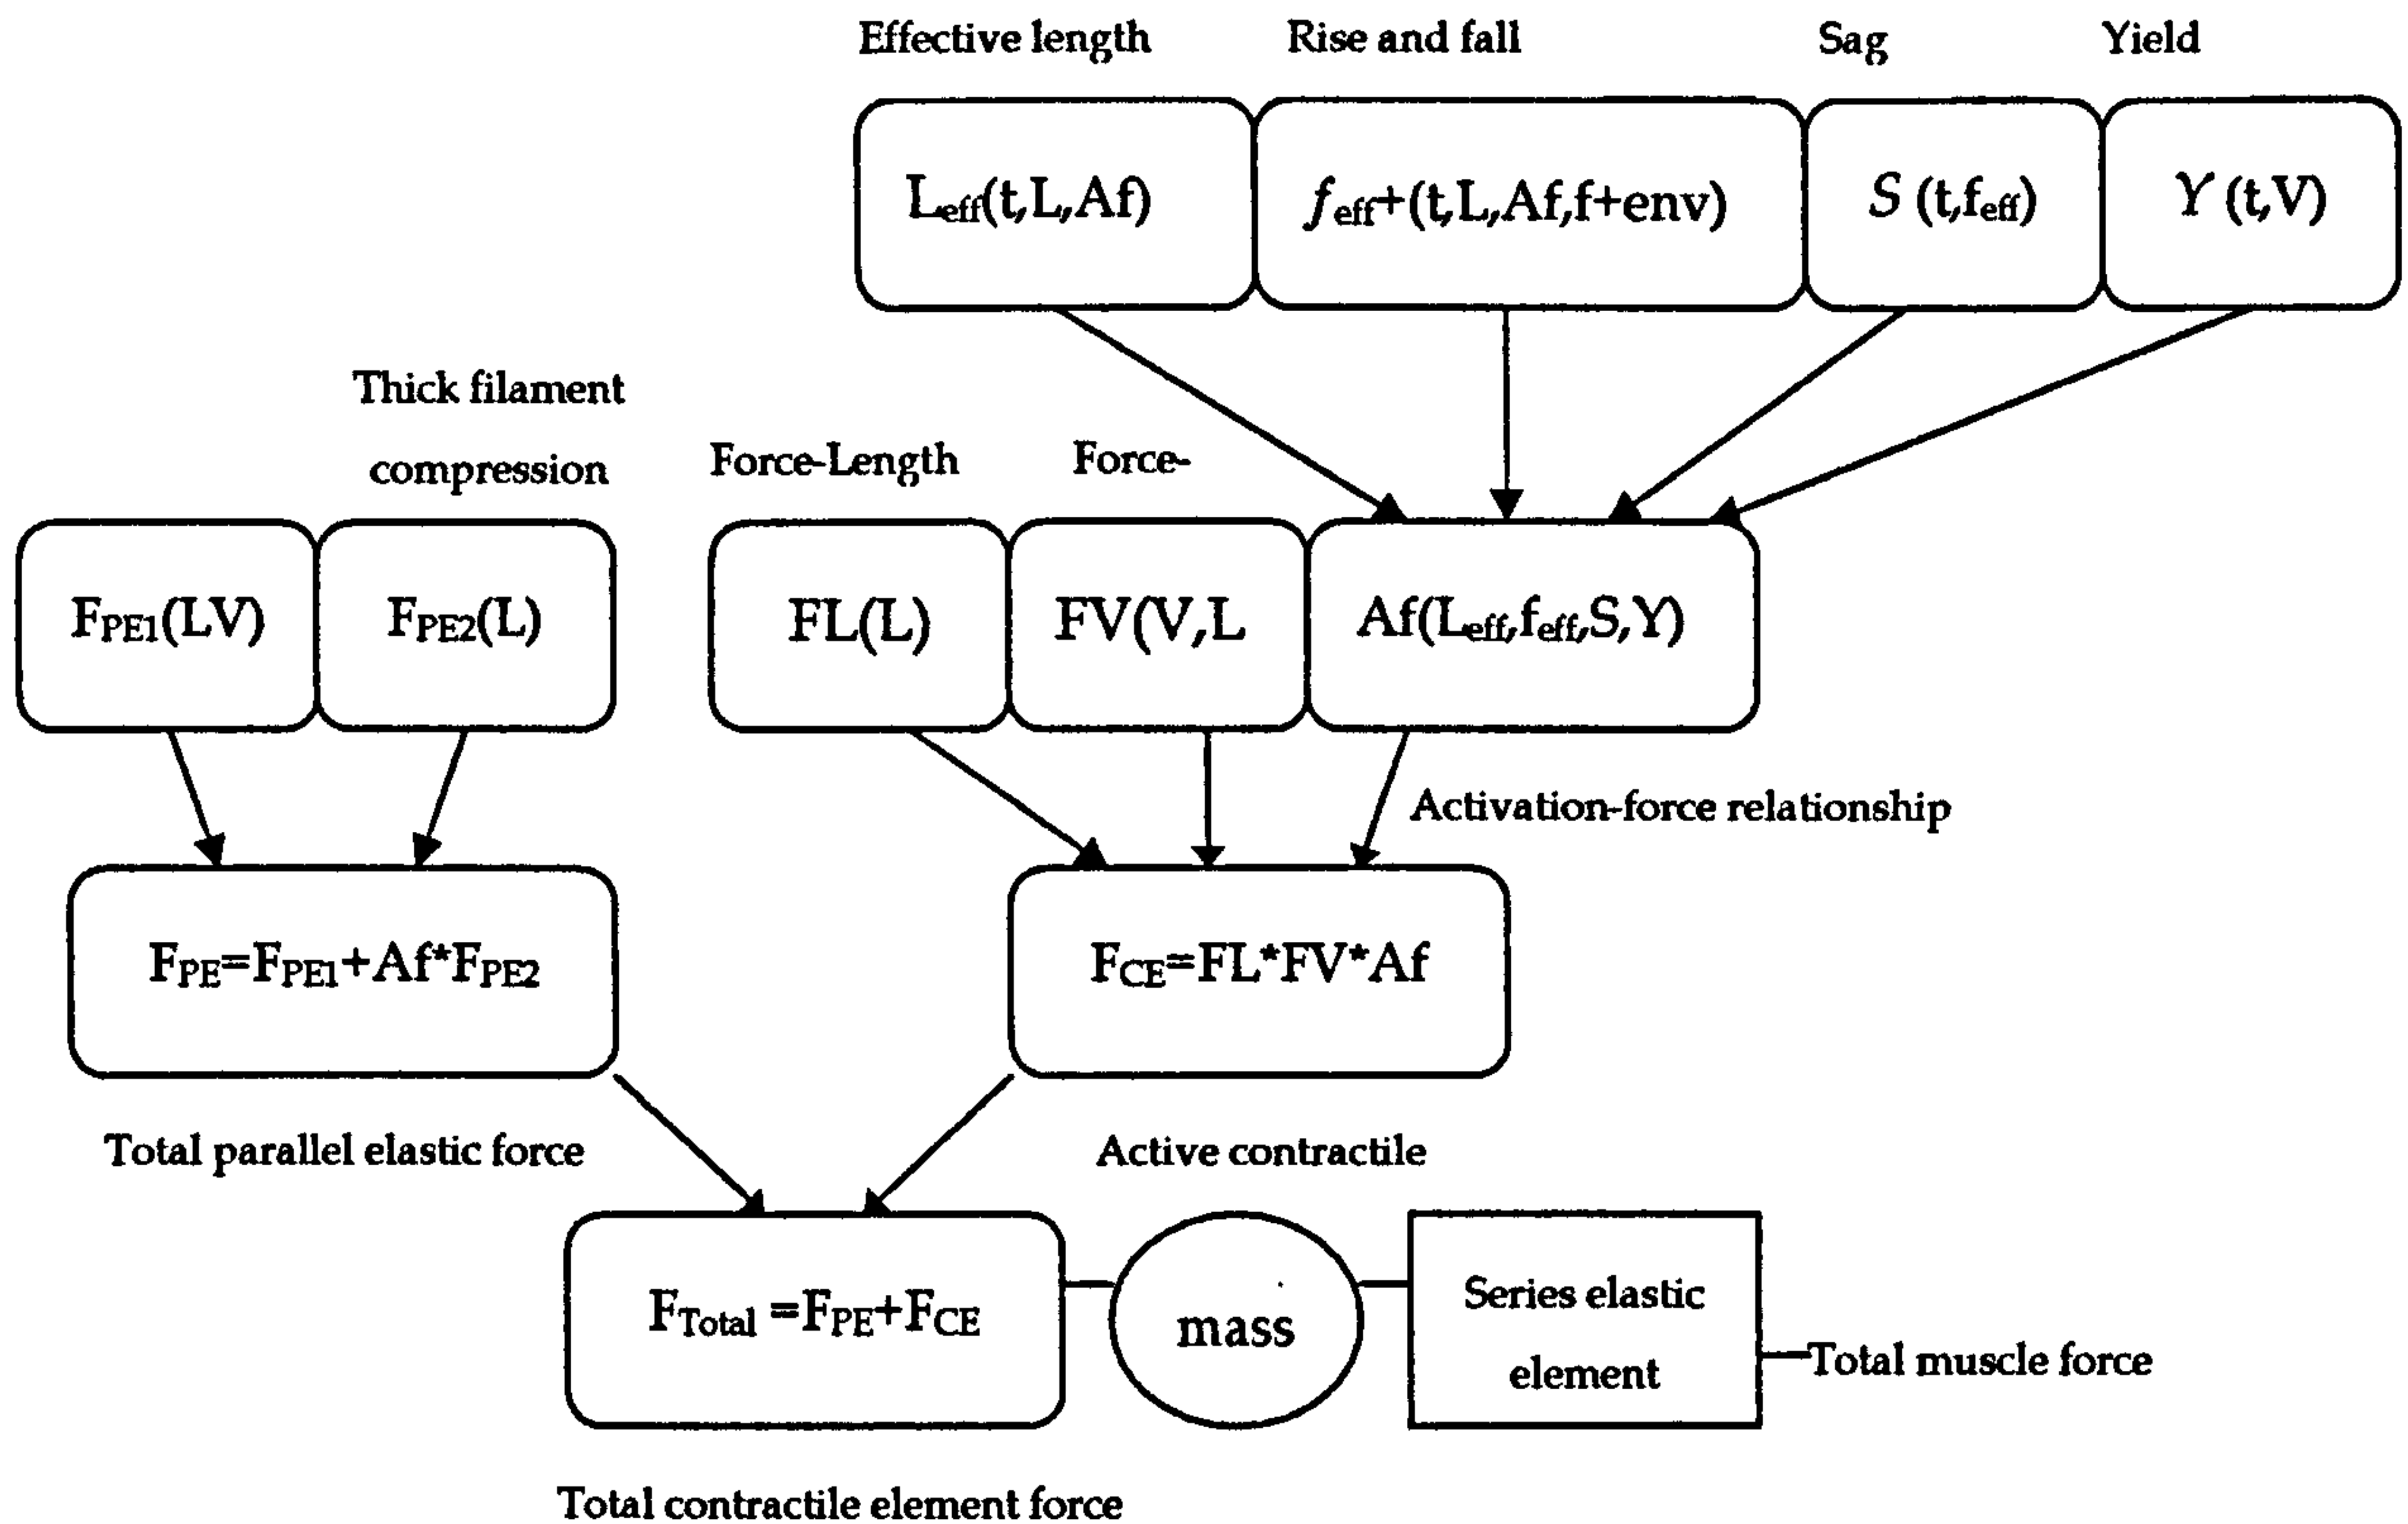 Effective length
Rise and fall
Sag
Yield
Leff(t,L,Af)
feff+(t,L,Af,f+env)
S (t,feff)
Y (t,V)
Thick filament
compression
Force-Length
Force-
FPE1(LV)
FPE2(L)
FL(L)
FV(V,L
Af(Leff,feff,S,Y)
Activation-force relationship
FPE=FPE1+Af*FPE2
FCE=FL*FV*Af
Total parallel elastic force
Active contractile
FTotal =FPE+FCE
mass
Series elastic
element
Total muscle force
Total contractile element force